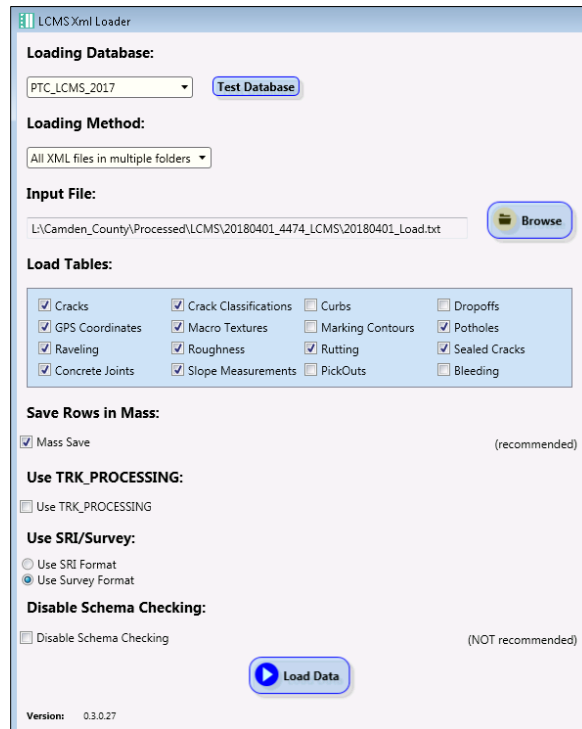 LCMS Xml Loader
Loading Database:
PTC_LCMS_2017 Test Database
Loading Method:
All XML files in multiple folders
Input File:
L:\Camden_County\Processed\LCMS\20180401_4474_LCMS\20180401_Load.txt Browse
Load Tables:
Cracks Crack Classifications Curbs Dropoffs
GPS Coordinates Macro Textures Marking Contours Potholes
Raveling Roughness Rutting Sealed Cracks
Concrete Joints Slope Measurements PickOuts Bleeding
Save Rows in Mass:
Mass Save (recommended)
Use TRK_PROCESSING:
Use TRK_PROCESSING
Use SRI/Survey:
Use SRI Format
Use Survey Format
Disable Schema Checking:
Disable Schema Checking (NOT recommended)
Load Data
Version: 0.3.0.27